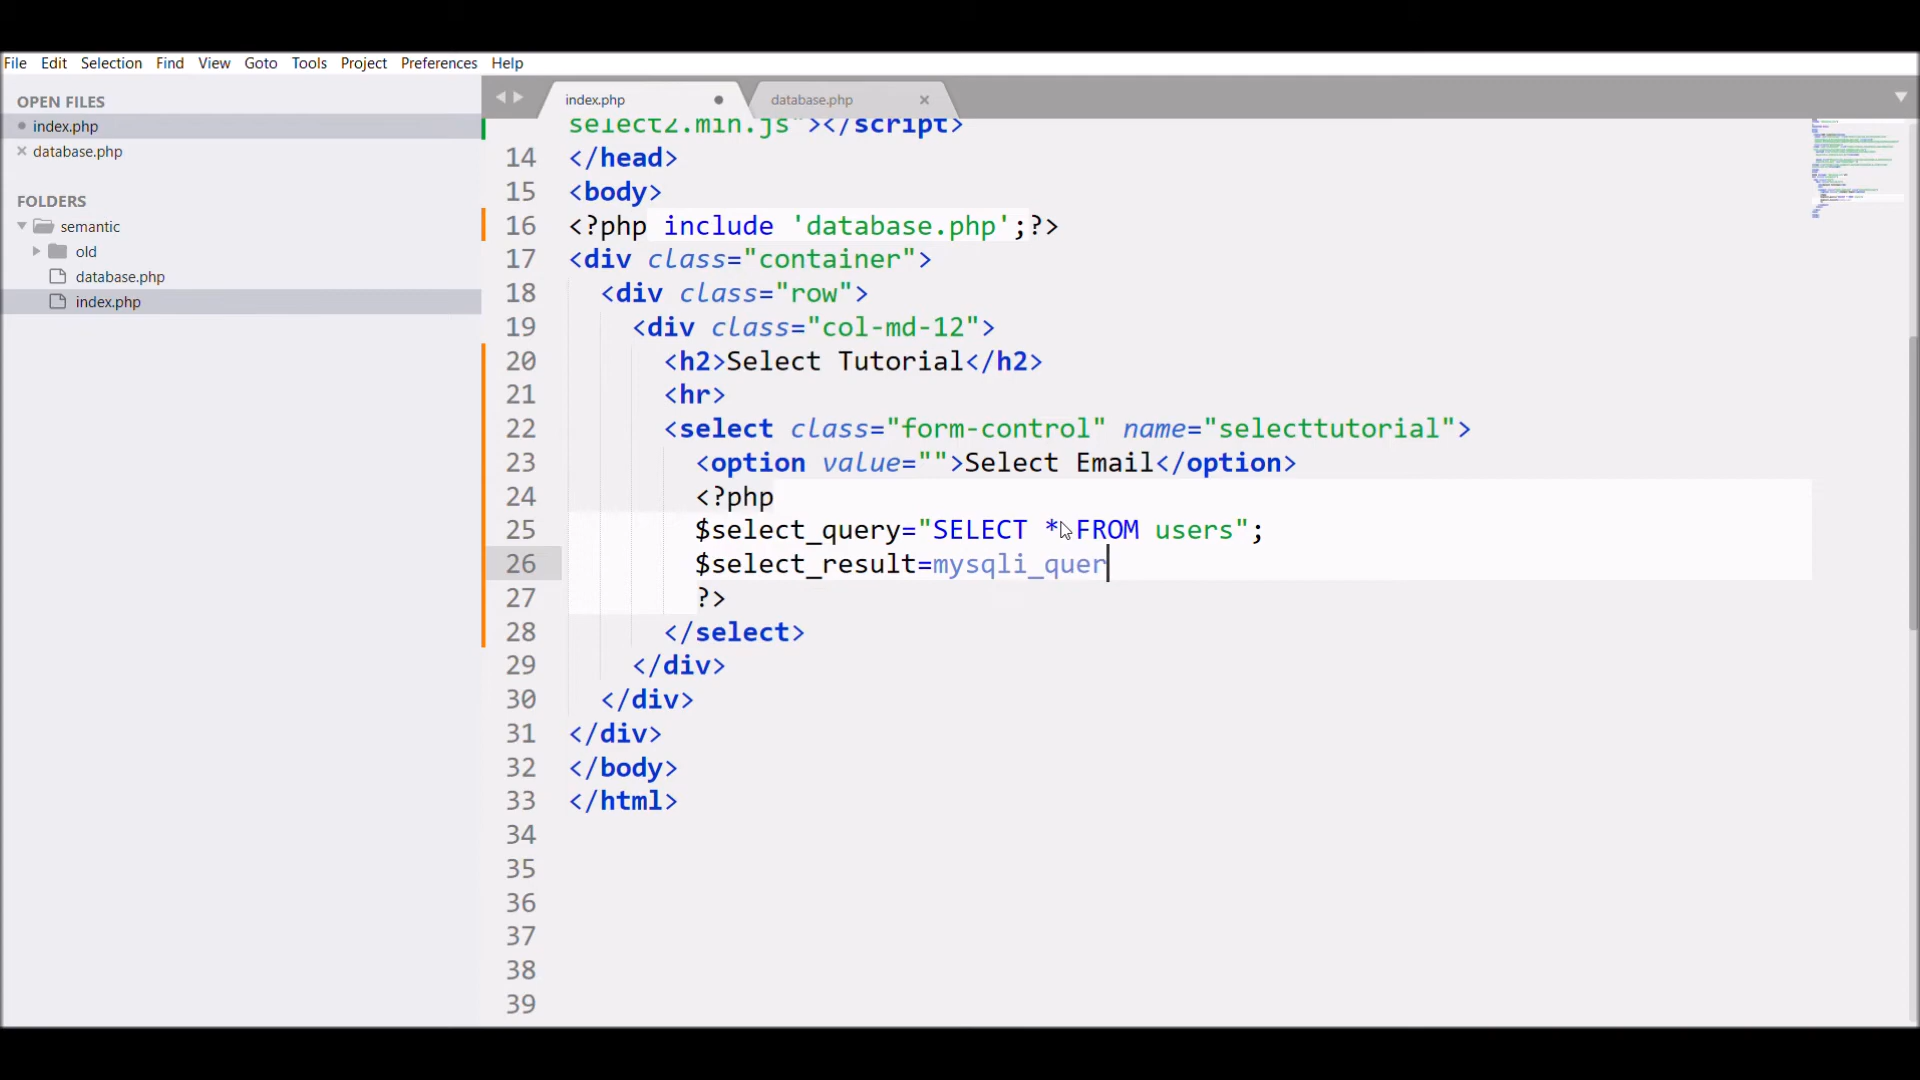 File Edit Selection Find View Goto Tools Project Preferences Help
OPEN FILES
index.php
database.php
FOLDERS
semantic
old
database.php
index.php
index.php
database.php
select2.min.js"></script>
14 </head>
15 <body>
16 <?php include 'database.php';?>
17 <div class="container">
18 <div class="row">
19 <div class="col-md-12">
20 <h2>Select Tutorial</h2>
21 <hr>
22 <select class="form-control" name="selecttutorial">
23 <option value="">Select Email</option>
24 <?php
25 $select_query="SELECT * FROM users";
26 $select_result=mysqli_quer
27 ?>
28 </select>
29 </div>
30 </div>
31 </div>
32 </body>
33 </html>
34
35
36
37
38
39